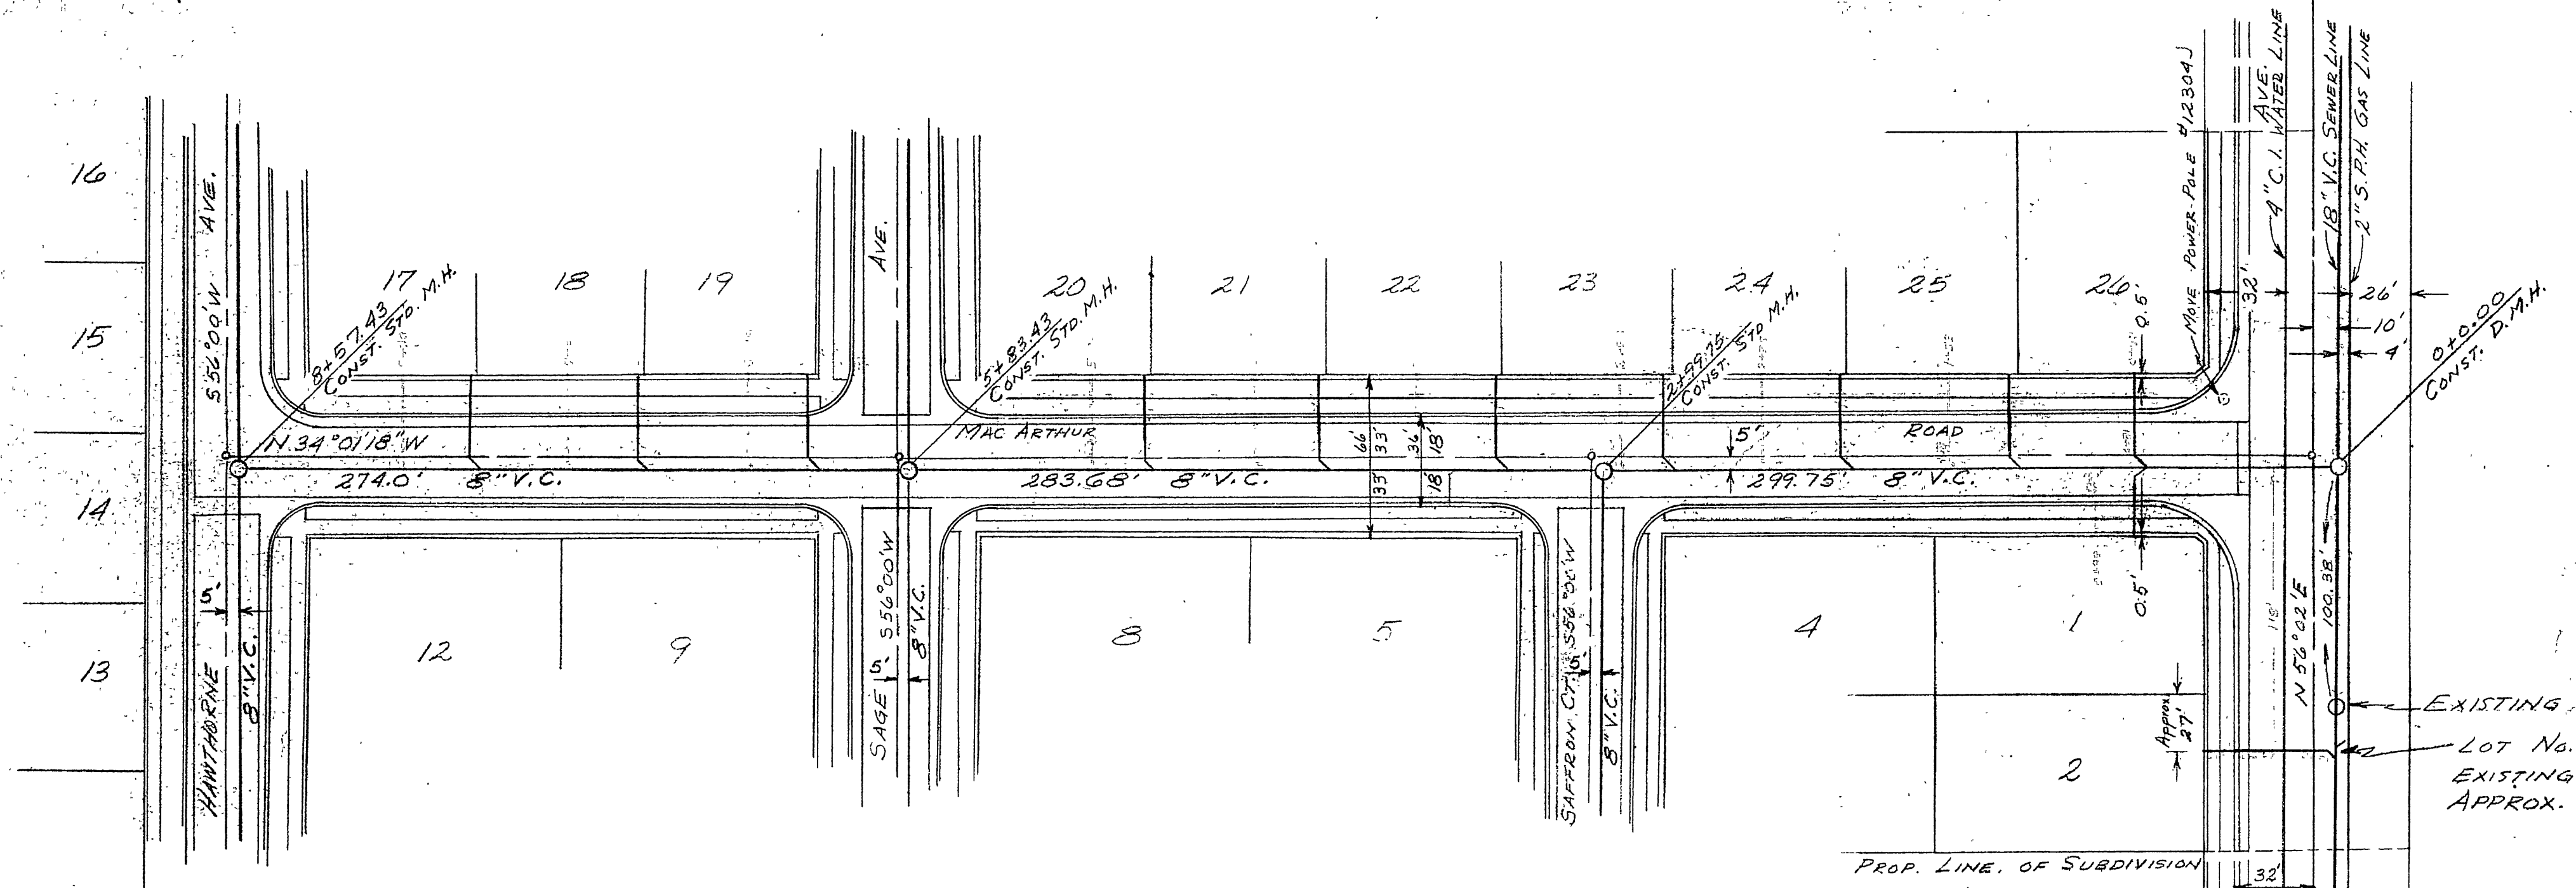 16
15
14
13
S 56°00'W AVE.
HAWTHORNE
5'
8" V.C.
17
18
19
8+57.43
CONST. STD. M.H.
N.34°01'18"W
274.0' 8" V.C.
12
9
AVE.
SAGE S56°00'W
5'
8" V.C.
20
21
22
23
24
25
26
5+83.43
CONST. STD. M.H.
MAC ARTHUR
ROAD
283.68' 8" V.C.
66'
33'
33'
36'
18'
18'
8
5
2+99.75
CONST. STD M.H.
5'
299.75' 8" V.C.
SAFFRON CT. S56°00'W
5'
8" V.C.
4
1
2
0.5'
0.5'
MOVE POWER POLE #12304J
32'
AVE.
4" C.I. WATER LINE
18" V.C. SEWER LINE
2" S.P.H. GAS LINE
26'
10'
4'
0+0.00
CONST. D.M.H.
118'
N 56°02'E
100.38'
APPROX.
27'
EXISTING
LOT NO.
EXISTING
APPROX.
PROP. LINE. OF SUBDIVISION
32'